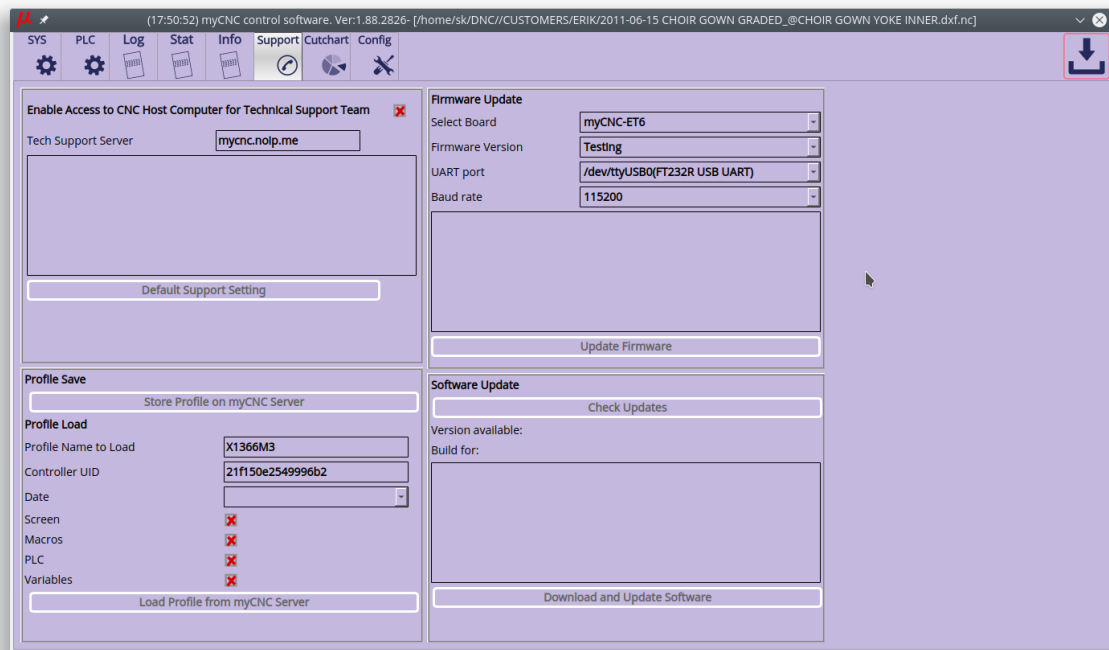 (17:50:52) myCNC control software. Ver:1.88.2826- [/home/sk/DNC//CUSTOMERS/ERIK/2011-06-15 CHOIR GOWN GRADED_@CHOIR GOWN YOKE INNER.dxf.nc]
SYS PLC Log Stat Info Support Cutchart Config
Enable Access to CNC Host Computer for Technical Support Team
Tech Support Server mycnc.noip.me
Default Support Setting
Profile Save
Store Profile on myCNC Server
Profile Load
Profile Name to Load X1366M3
Controller UID 21f150e2549996b2
Date
Screen
Macros
PLC
Variables
Load Profile from myCNC Server
Firmware Update
Select Board myCNC-ET6
Firmware Version Testing
UART port /dev/ttyUSB0(FT232R USB UART)
Baud rate 115200
Update Firmware
Software Update
Check Updates
Version available:
Build for:
Download and Update Software